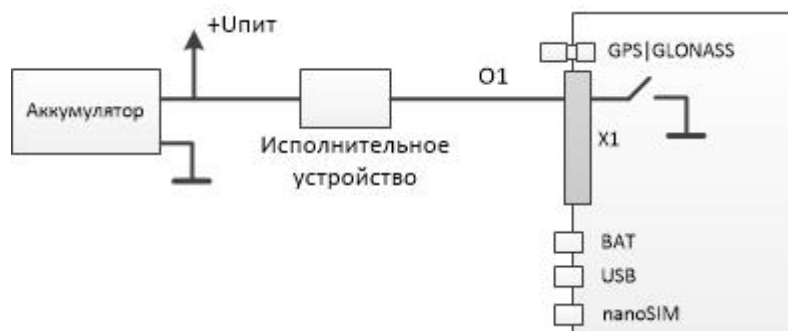 +Uпит
GPS|GLONASS
O1
Аккумулятор
X1
Исполнительное
устройство
BAT
USB
nanoSIM